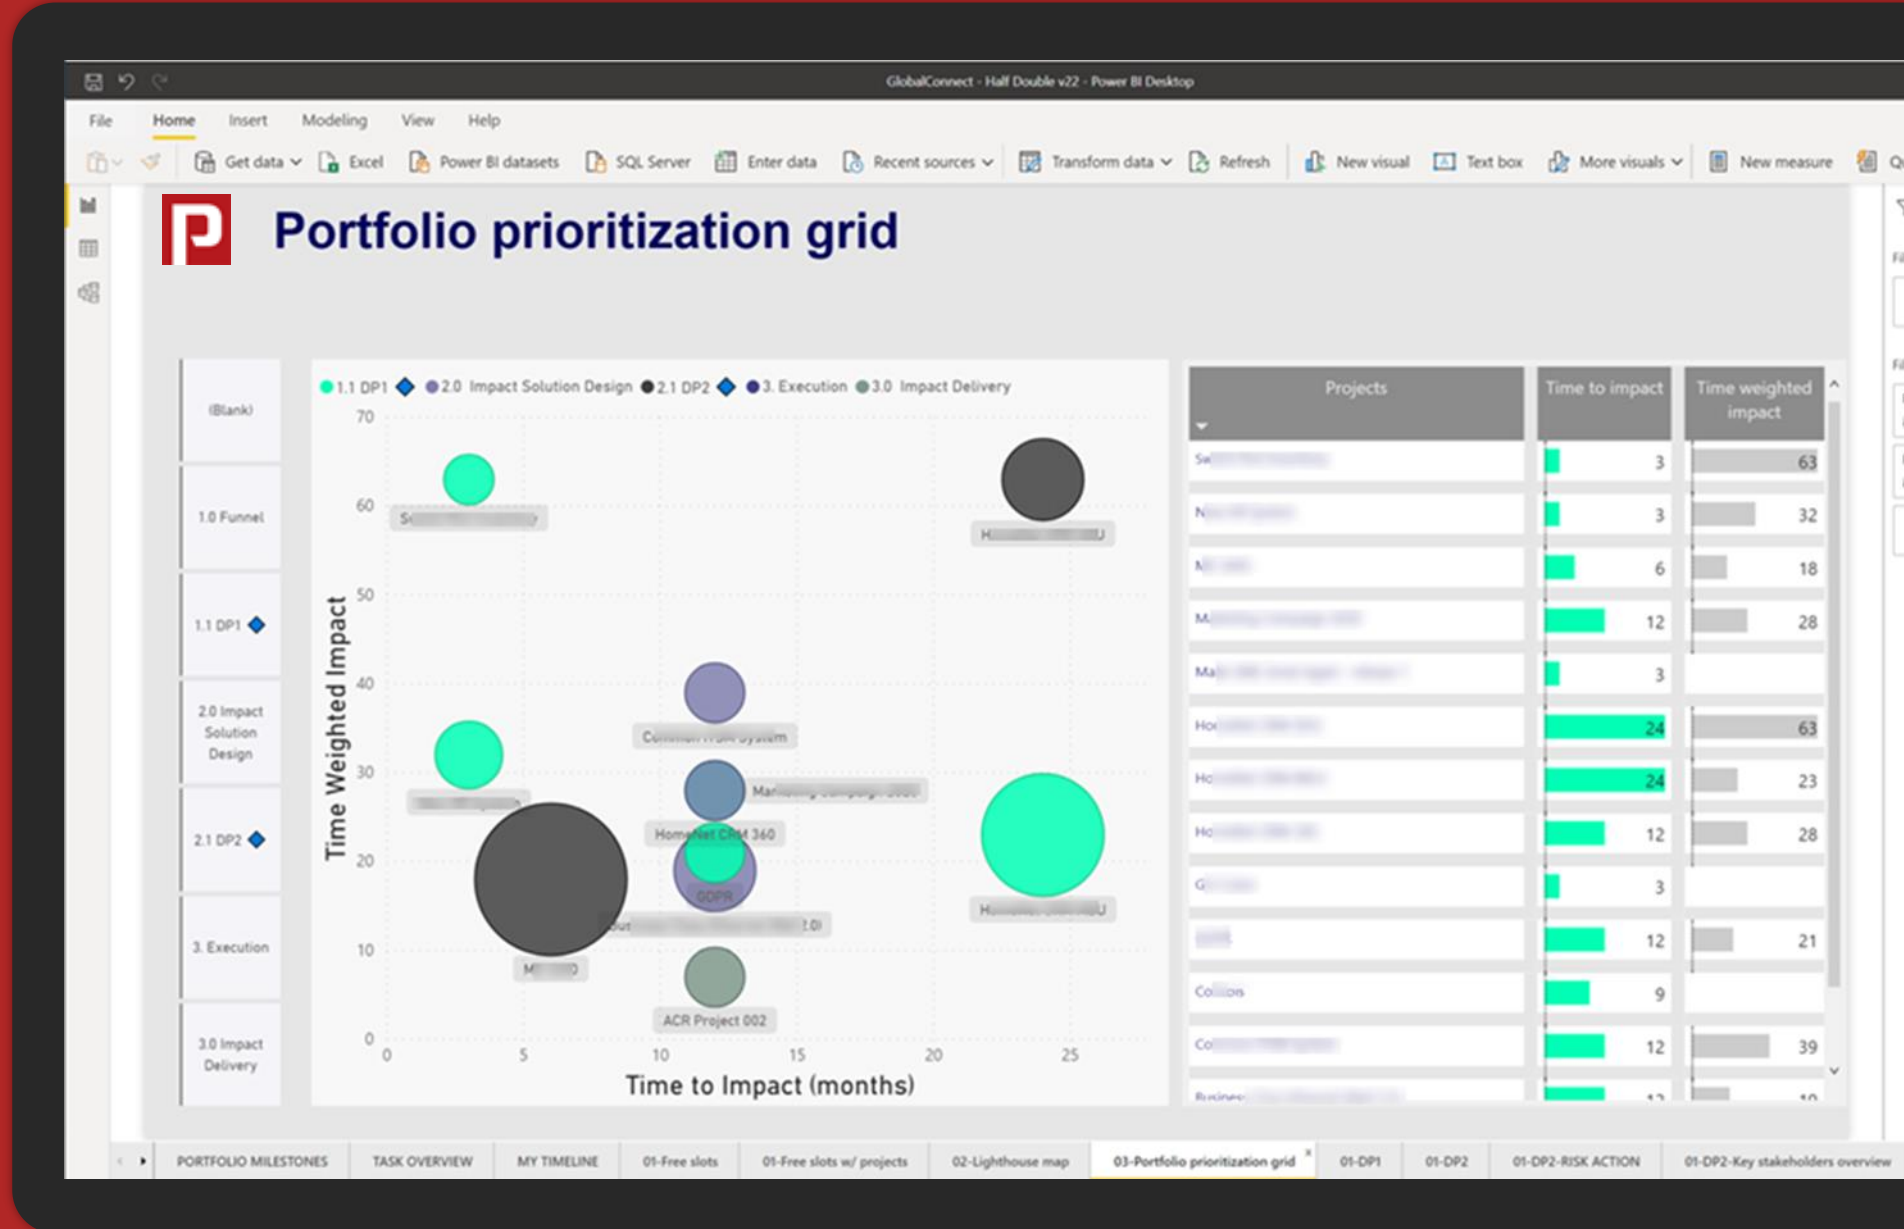 GlobalConnect - Half Double v22 - Power BI Desktop
File Home Insert Modeling View Help
Get data Excel Power BI datasets SQL Server Enter data Recent sources Transform data Refresh New visual Text box More visuals New measure
Portfolio prioritization grid
(Blank)
1.0 Funnel
1.1 DP1
2.0 Impact
Solution
Design
2.1 DP2
3. Execution
3.0 Impact
Delivery
1.1 DP1 2.0 Impact Solution Design 2.1 DP2 3. Execution 3.0 Impact Delivery
70
60
50
40
30
20
10
0
Time Weighted Impact
HomeNet CRM 360
GDPR
2.0)
ACR Project 002
0 5 10 15 20 25
Time to Impact (months)
Projects Time to impact Time weighted
impact
3 63
3 32
6 18
12 28
3
24 63
24 23
12 28
3
12 21
9
12 39
PORTFOLIO MILESTONES TASK OVERVIEW MY TIMELINE 01-Free slots 01-Free slots w/ projects 02-Lighthouse map 03-Portfolio prioritization grid 01-DP1 01-DP2 01-DP2-RISK ACTION 01-DP2-Key stakeholders overview